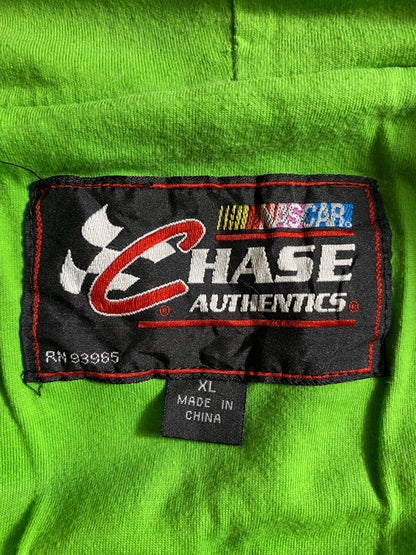 NASCAR®
CHASE
AUTHENTICS®
RN 93965
XL
MADE IN
CHINA